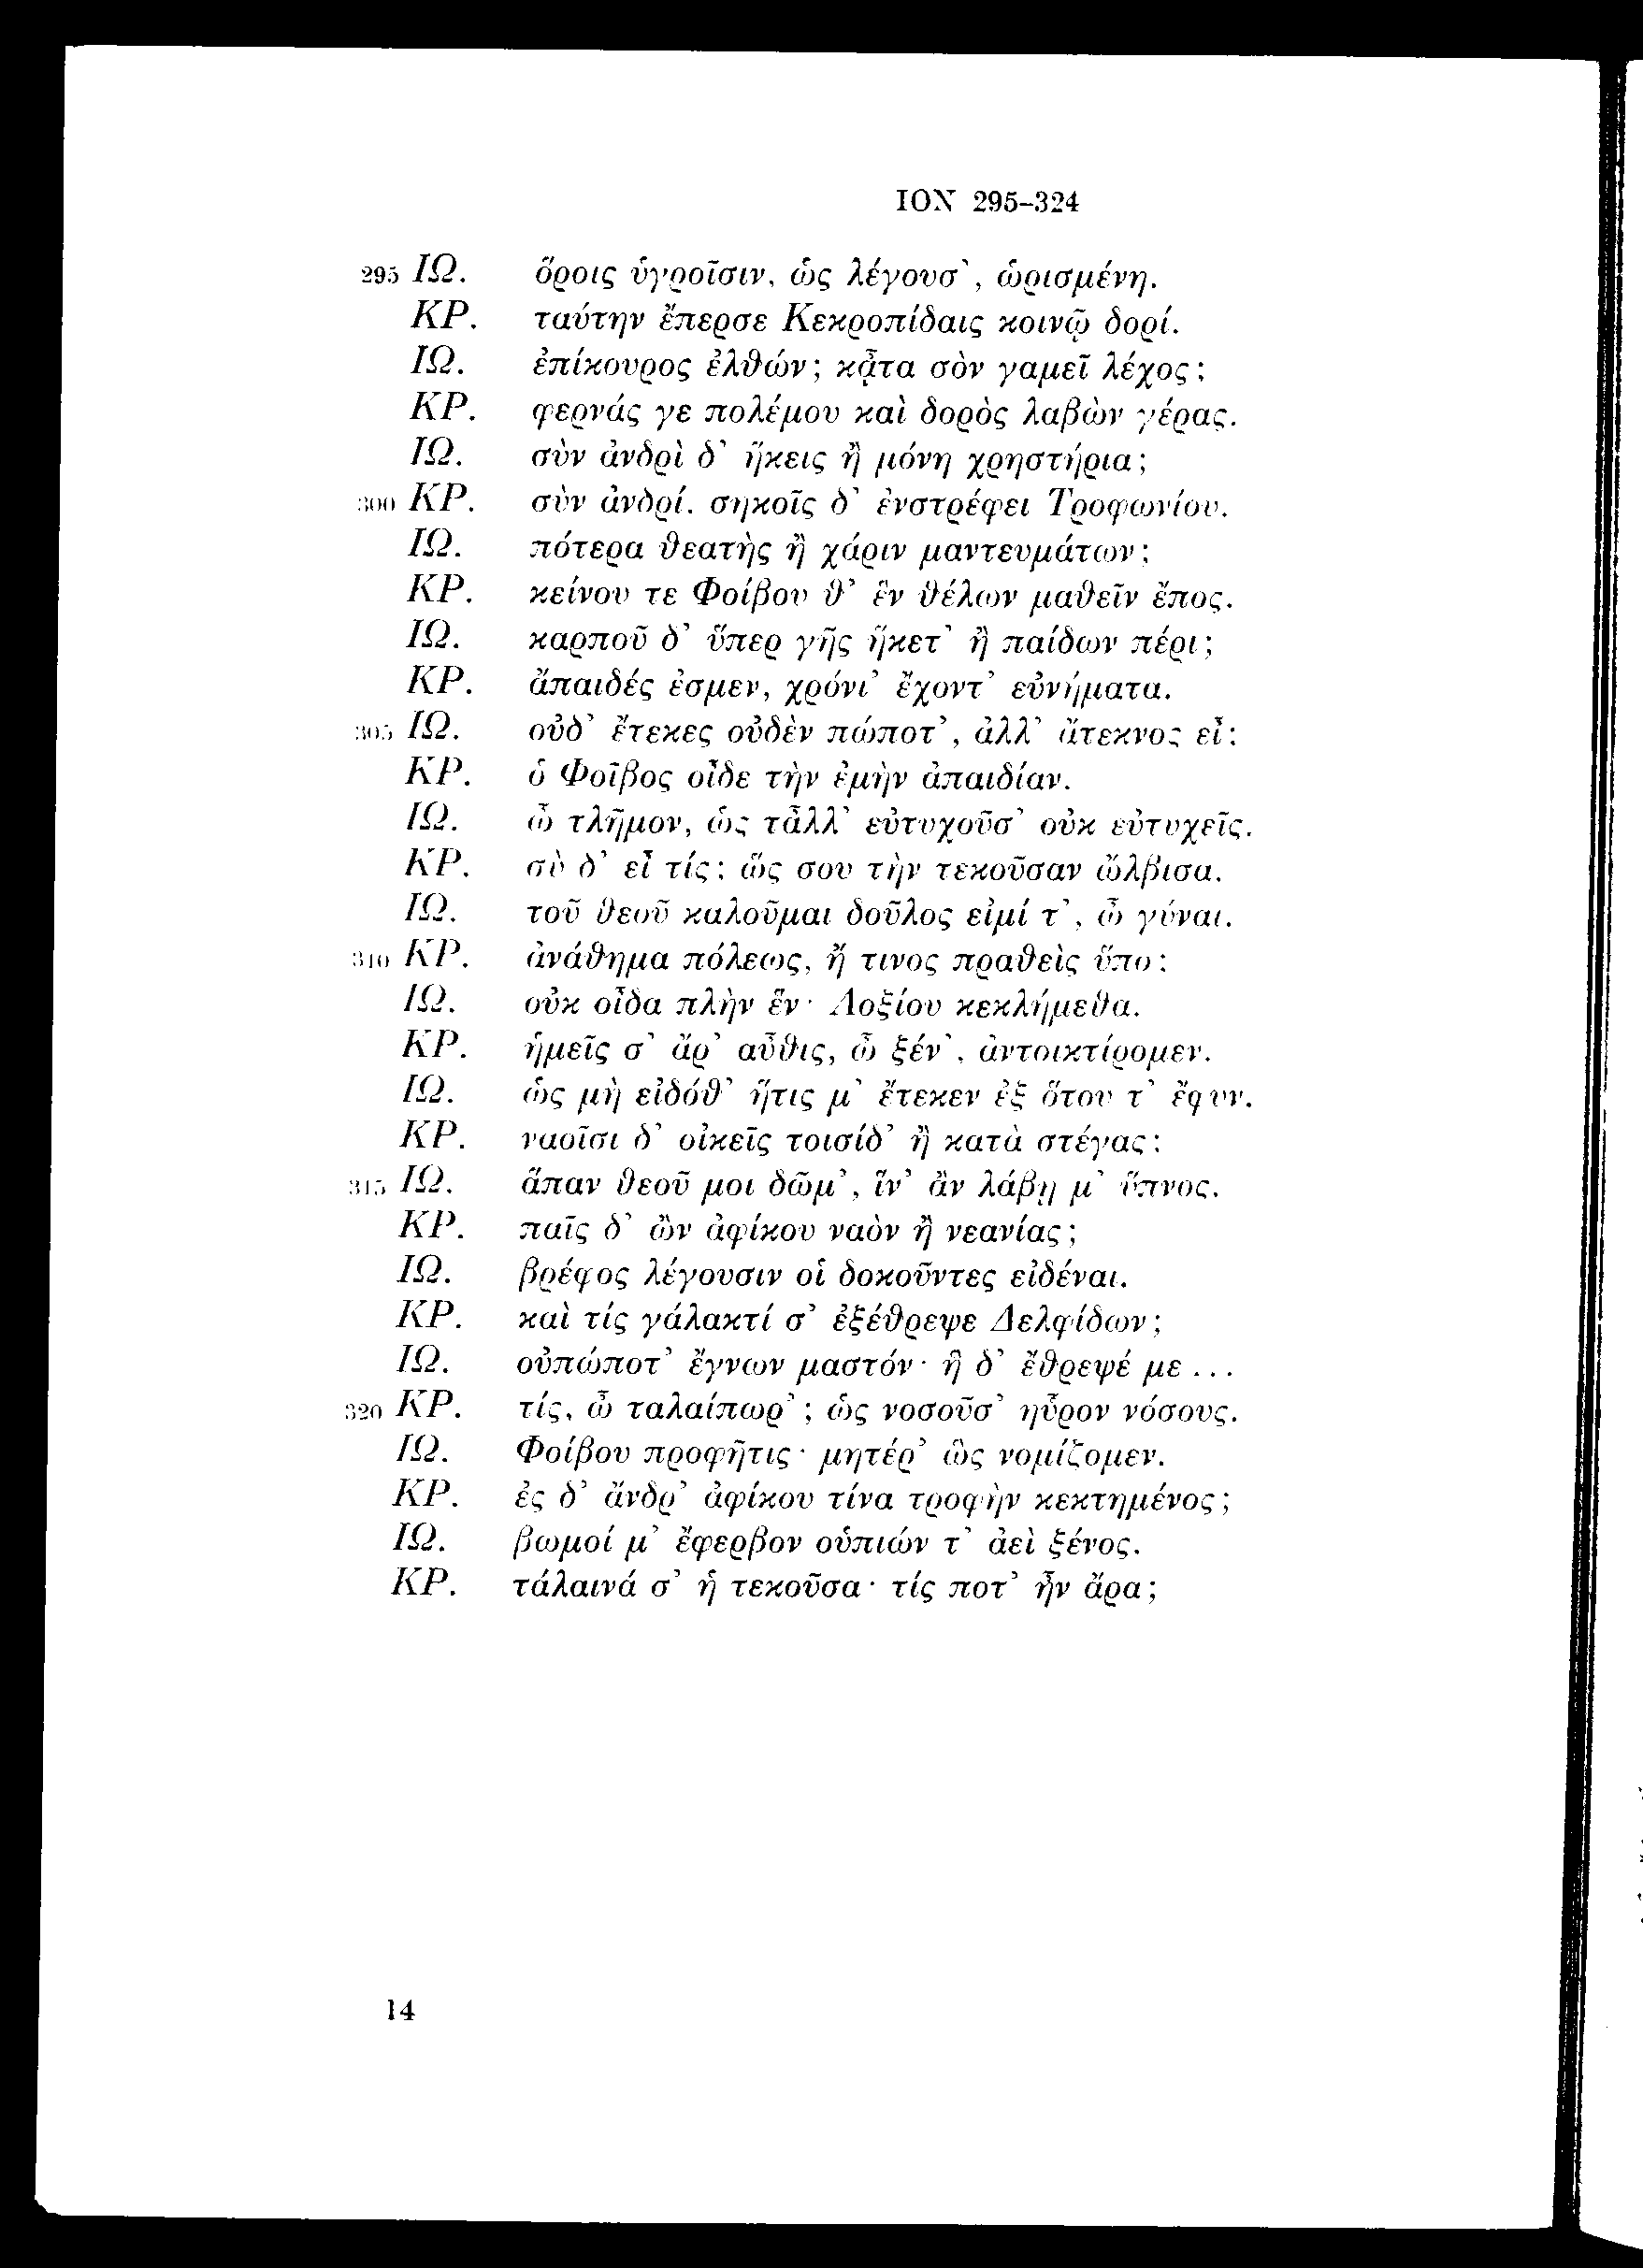 ION 295-324
295 ΙΩ. ὅροις ὑγροῖσιν, ὡς λέγουσ', ὡρισμένη.
ΚΡ. ταύτην ἔπερσε Κεκροπίδαις κοινῷ δορί.
ΙΩ. ἐπίκουρος ἐλθών; κᾆτα σὸν γαμεῖ λέχος;
ΚΡ. φερνάς γε πολέμου καὶ δορὸς λαβὼν γέρας.
ΙΩ. σὺν ἀνδρὶ δ' ἥκεις ἢ μόνη χρηστήρια;
300 ΚΡ. σὺν ἀνδρί. σηκοῖς δ' ἐνστρέφει Τροφωνίου.
ΙΩ. πότερα θεατὴς ἢ χάριν μαντευμάτων;
ΚΡ. κείνου τε Φοίβου θ' ἓν θέλων μαθεῖν ἔπος.
ΙΩ. καρποῦ δ' ὕπερ γῆς ἥκετ' ἢ παίδων πέρι;
ΚΡ. ἄπαιδές ἐσμεν, χρόνι' ἔχοντ' εὐνήματα.
305 ΙΩ. οὐδ' ἔτεκες οὐδὲν πώποτ', ἀλλ' ἄτεκνος εἶ;
ΚΡ. ὁ Φοῖβος οἶδε τὴν ἐμὴν ἀπαιδίαν.
ΙΩ. ὦ τλῆμον, ὡς τἄλλ' εὐτυχοῦσ' οὐκ εὐτυχεῖς.
ΚΡ. σὺ δ' εἶ τίς; ὥς σου τὴν τεκοῦσαν ὤλβισα.
ΙΩ. τοῦ θεοῦ καλοῦμαι δοῦλος εἰμί τ', ὦ γύναι.
310 ΚΡ. ἀνάθημα πόλεως, ἤ τινος πραθεὶς ὕπο;
ΙΩ. οὐκ οἶδα πλὴν ἕν· Λοξίου κεκλήμεθα.
ΚΡ. ἡμεῖς σ' ἄρ' αὖθις, ὦ ξέν', ἀντοικτίρομεν.
ΙΩ. ὡς μὴ εἰδόθ' ἥτις μ' ἔτεκεν ἐξ ὅτου τ' ἔφυν.
ΚΡ. ναοῖσι δ' οἰκεῖς τοισίδ' ἢ κατὰ στέγας;
315 ΙΩ. ἅπαν θεοῦ μοι δῶμ', ἵν' ἂν λάβῃ μ' ὕπνος.
ΚΡ. παῖς δ' ὢν ἀφίκου ναὸν ἢ νεανίας;
ΙΩ. βρέφος λέγουσιν οἱ δοκοῦντες εἰδέναι.
ΚΡ. καὶ τίς γάλακτί σ' ἐξέθρεψε Δελφίδων;
ΙΩ. οὐπώποτ' ἔγνων μαστόν· ἣ δ' ἔθρεψέ με ...
320 ΚΡ. τίς, ὦ ταλαίπωρ'; ὡς νοσοῦσ' ηὗρον νόσους.
ΙΩ. Φοίβου προφῆτις· μητέρ' ὣς νομίζομεν.
ΚΡ. ἐς δ' ἄνδρ' ἀφίκου τίνα τροφὴν κεκτημένος;
ΙΩ. βωμοί μ' ἔφερβον οὑπιών τ' ἀεὶ ξένος.
ΚΡ. τάλαινά σ' ἡ τεκοῦσα· τίς ποτ' ἦν ἄρα;
14